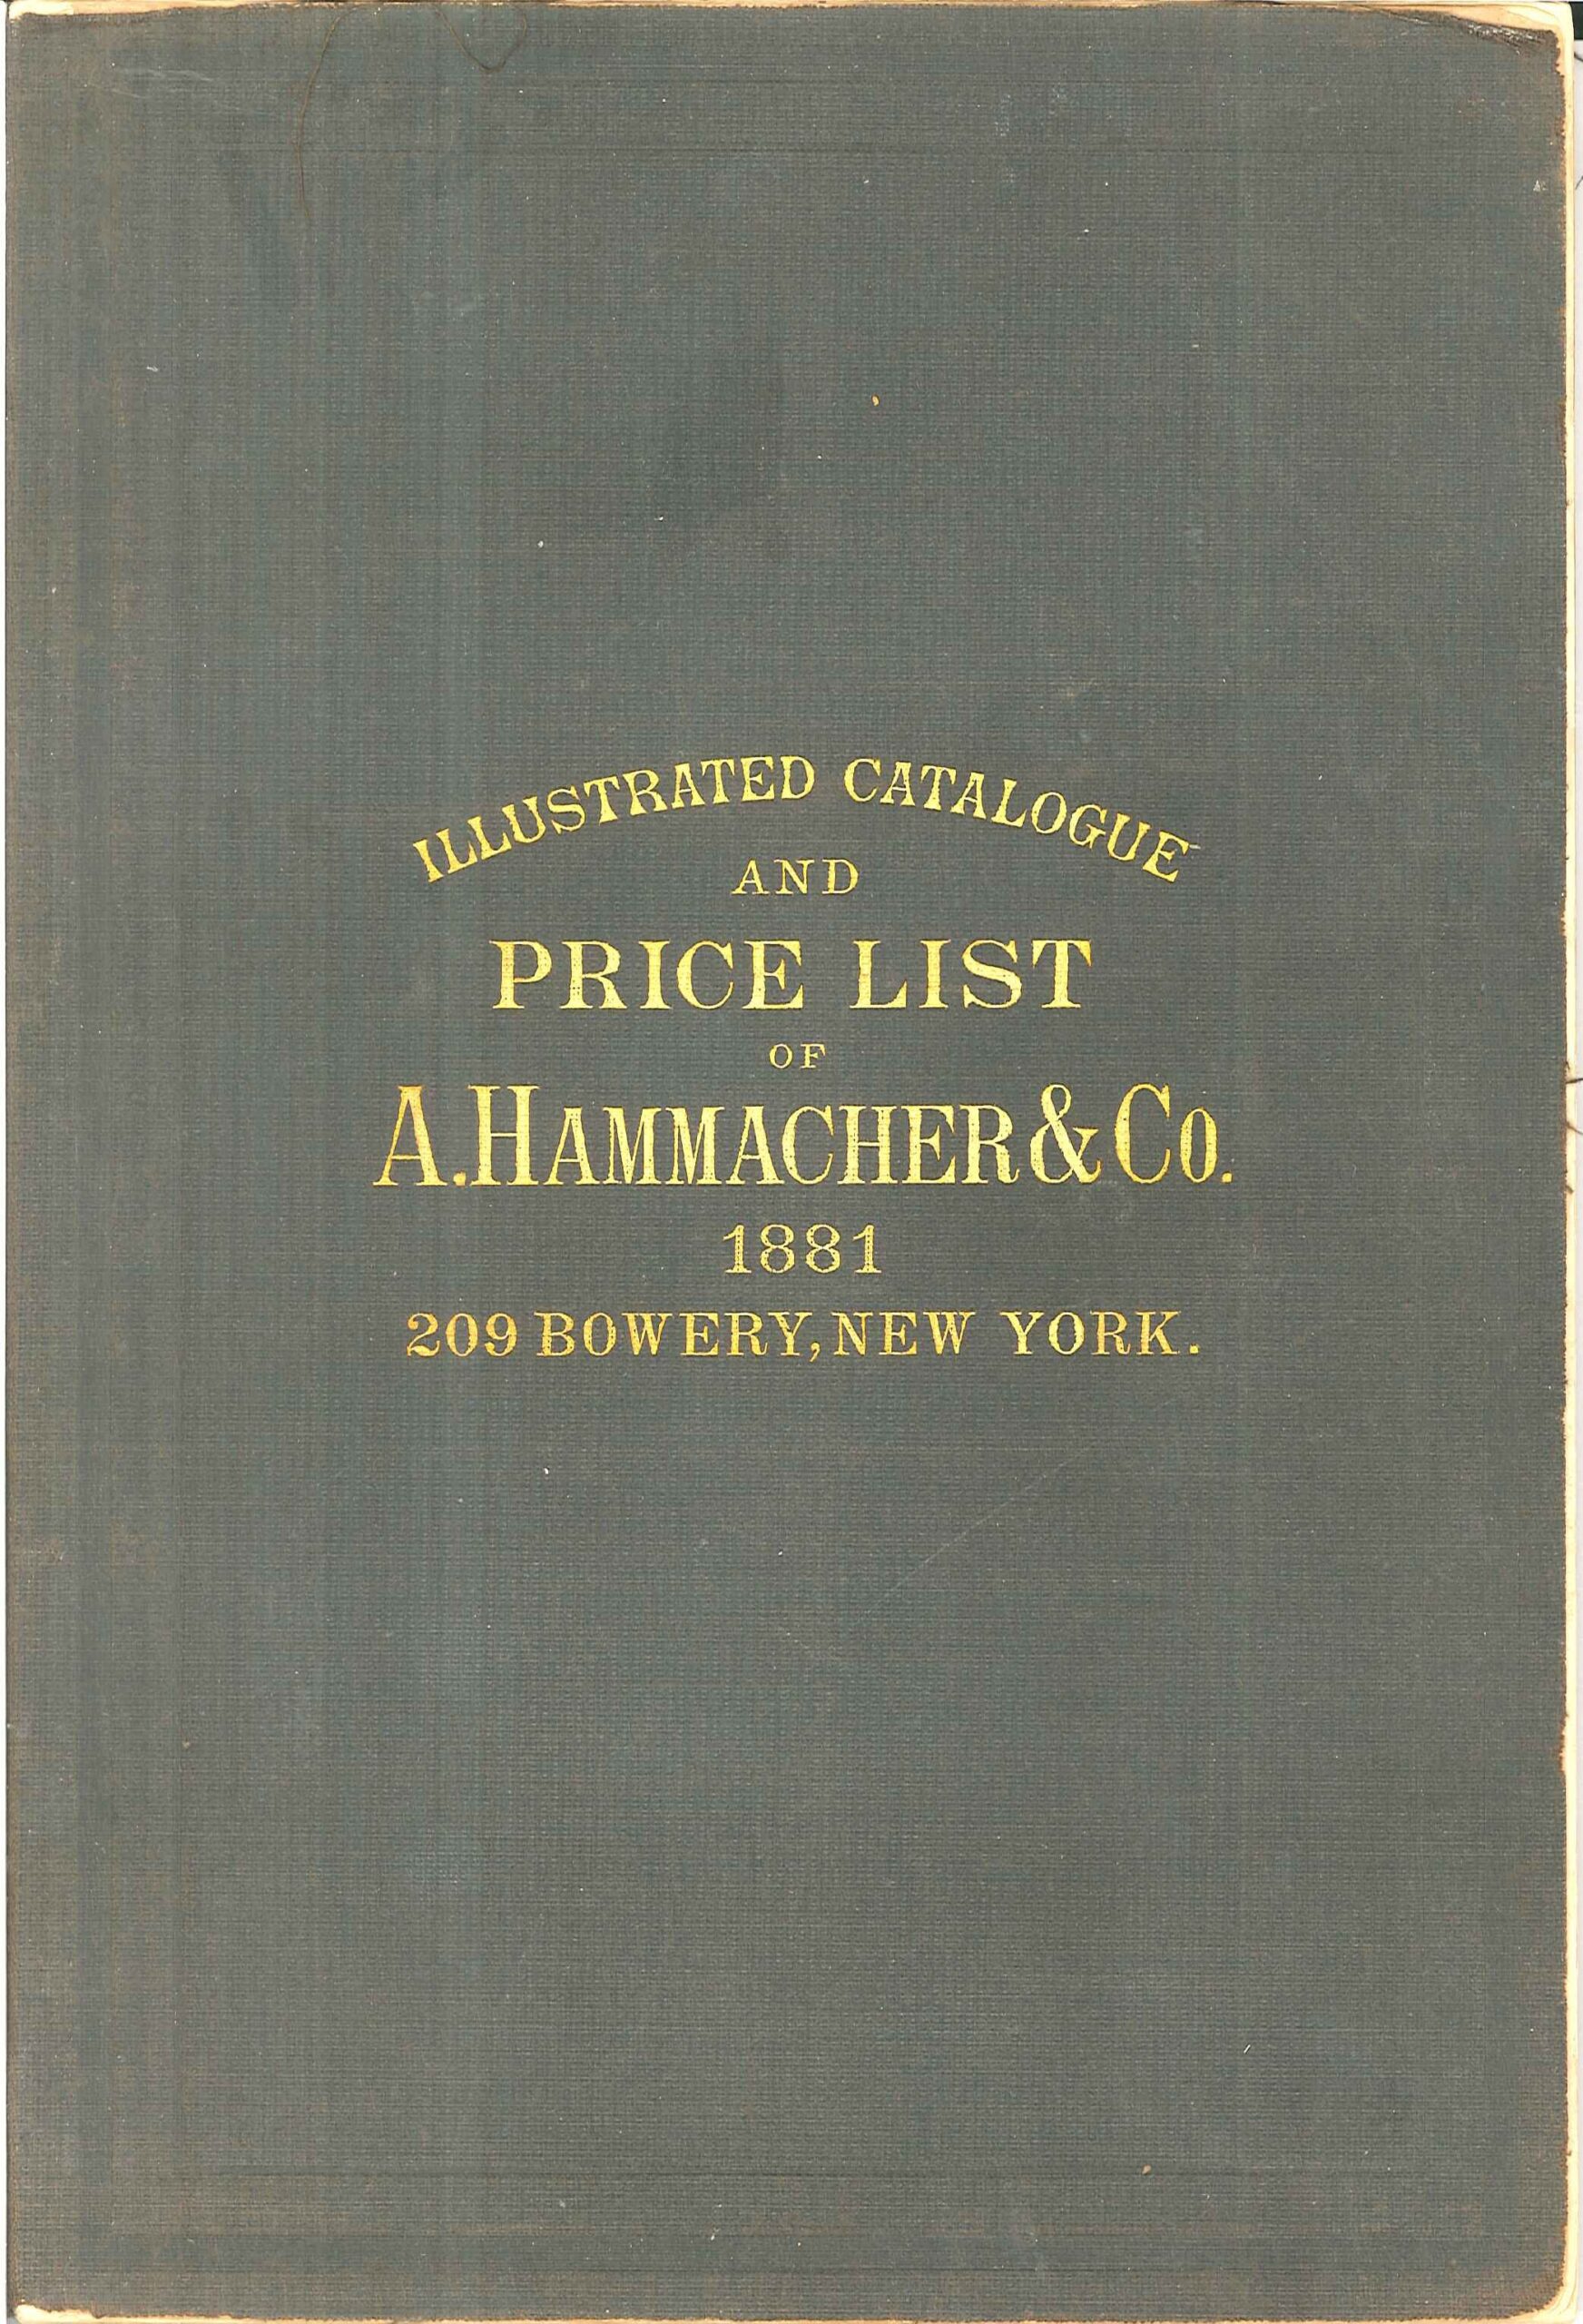 ILLUSTRATED CATALOGUE
AND
PRICE LIST
OF
A. HAMMACHER & CO.
1881
209 BOWERY, NEW YORK.